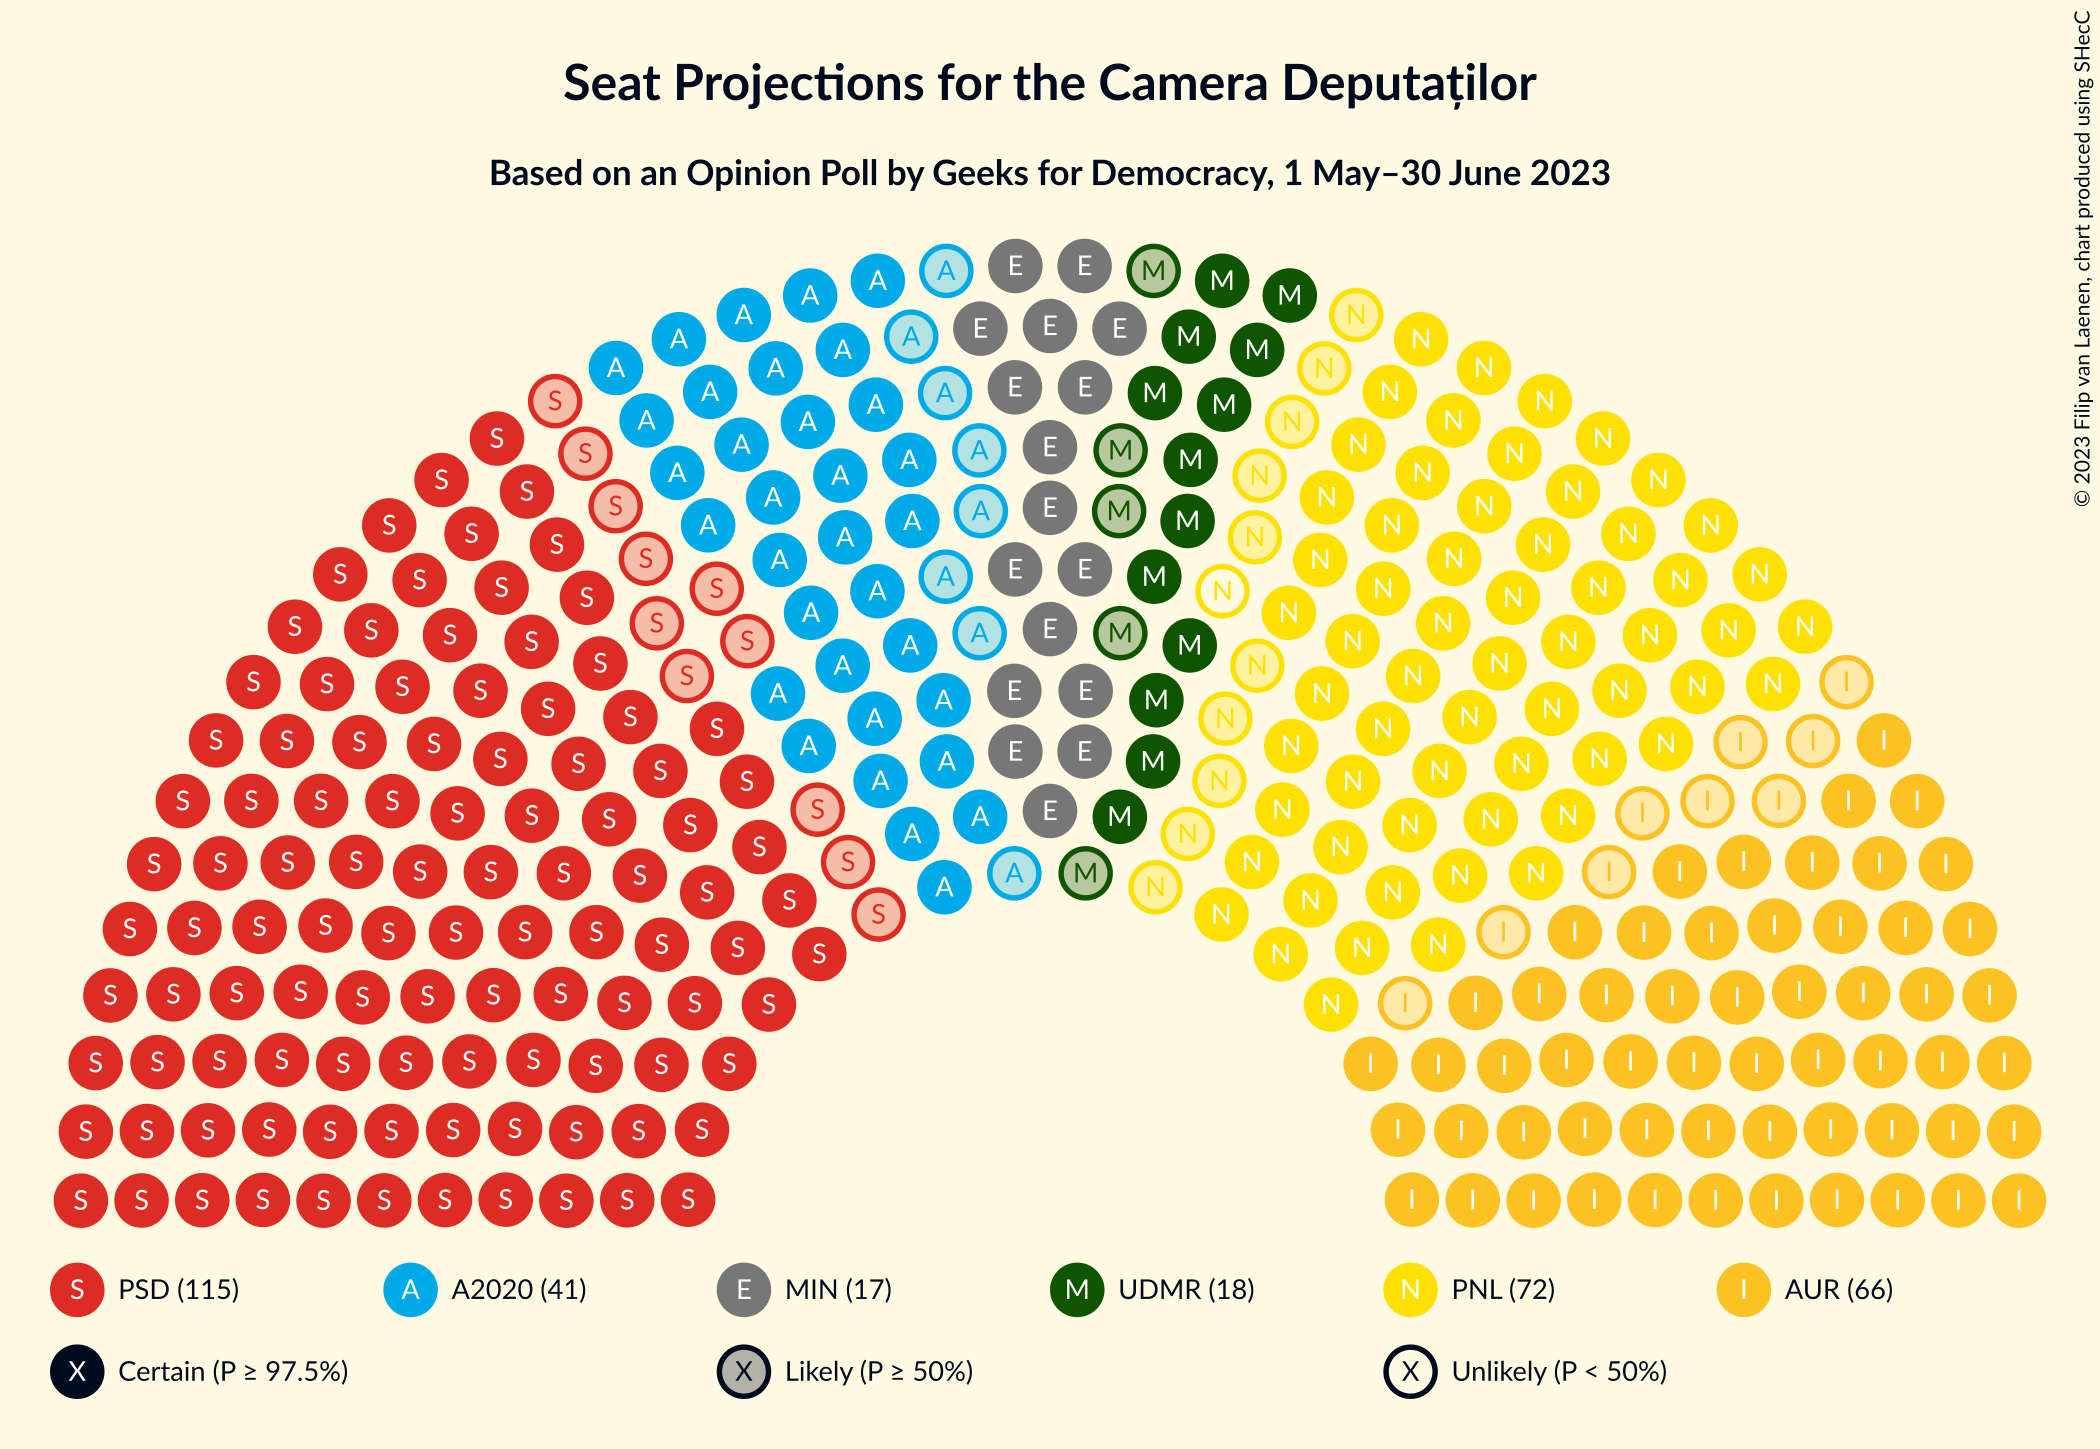 Seat Projections for the Camera Deputaților
Based on an Opinion Poll by Geeks for Democracy, 1 May–30 June 2023
© 2023 Filip van Laenen, chart produced using SHecC
S PSD (115) A A2020 (41) E MIN (17) M UDMR (18) N PNL (72) I AUR (66)
X Certain (P ≥ 97.5%) X Likely (P ≥ 50%) X Unlikely (P < 50%)